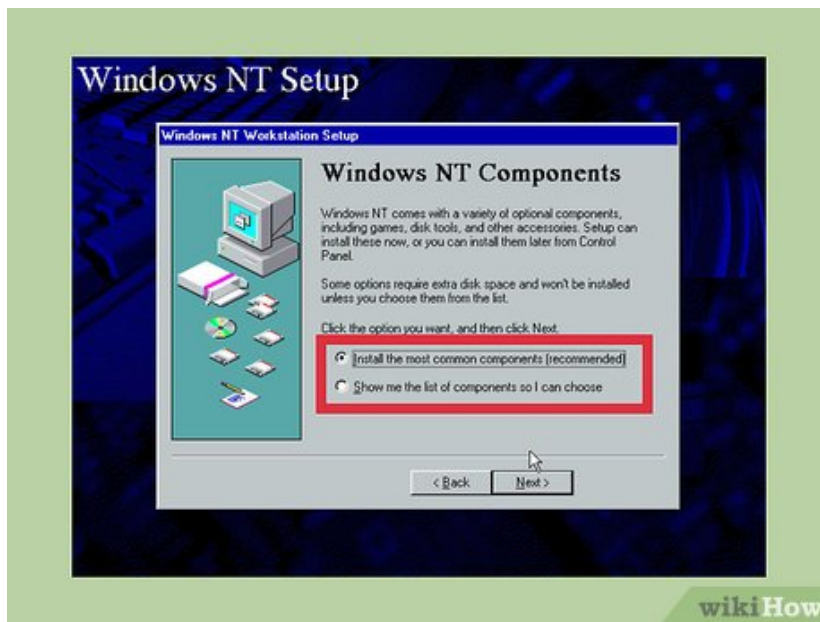 Windows NT Setup
Windows NT Workstation Setup
Windows NT Components
Windows NT comes with a variety of optional components,
including games, disk tools, and other accessories. Setup can
install these now, or you can install them later from Control
Panel.
Some options require extra disk space and won't be installed
unless you choose them from the list.
Click the option you want, and then click Next.
Install the most common components (recommended)
Show me the list of components so I can choose
< Back
Next >
wikiHow